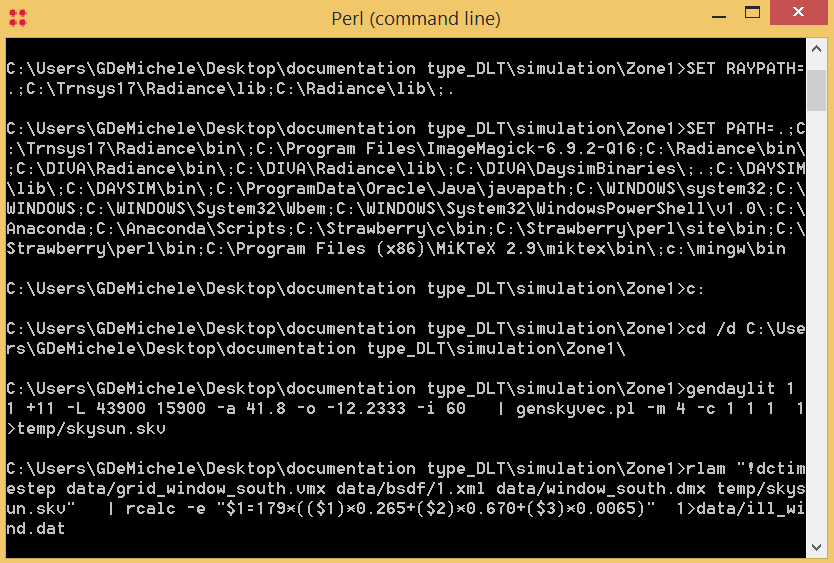 Perl (command line)
C:\Users\GDeMichele\Desktop\documentation type_DLT\simulation\Zone1>SET RAYPATH=
.;C:\Trnsys17\Radiance\lib;C:\Radiance\lib\;.
C:\Users\GDeMichele\Desktop\documentation type_DLT\simulation\Zone1>SET PATH=.;C
:\Trnsys17\Radiance\bin\;C:\Program Files\ImageMagick-6.9.2-Q16;C:\Radiance\bin\
;C:\DIVA\Radiance\bin\;C:\DIVA\Radiance\lib\;C:\DIVA\DaysimBinaries\;.;C:\DAYSIM
\lib\;C:\DAYSIM\bin\;C:\ProgramData\Oracle\Java\javapath;C:\WINDOWS\system32;C:\
WINDOWS;C:\WINDOWS\System32\Wbem;C:\WINDOWS\System32\WindowsPowerShell\v1.0\;C:\
Anaconda;C:\Anaconda\Scripts;C:\Strawberry\c\bin;C:\Strawberry\perl\site\bin;C:\
Strawberry\perl\bin;C:\Program Files (x86)\MiKTeX 2.9\miktex\bin\;c:\mingw\bin
C:\Users\GDeMichele\Desktop\documentation type_DLT\simulation\Zone1>c:
C:\Users\GDeMichele\Desktop\documentation type_DLT\simulation\Zone1>cd /d C:\Use
rs\GDeMichele\Desktop\documentation type_DLT\simulation\Zone1\
C:\Users\GDeMichele\Desktop\documentation type_DLT\simulation\Zone1>gendaylit 1
1 +11 -L 43900 15900 -a 41.8 -o -12.2333 -i 60   | genskyvec.pl -m 4 -c 1 1 1  1
>temp/skysun.skv
C:\Users\GDeMichele\Desktop\documentation type_DLT\simulation\Zone1>rlam "!dctim
estep data/grid_window_south.vmx data/bsdf/1.xml data/window_south.dmx temp/skys
un.skv"   | rcalc -e "$1=179*(($1)*0.265+($2)*0.670+($3)*0.0065)"  1>data/ill_wi
nd.dat